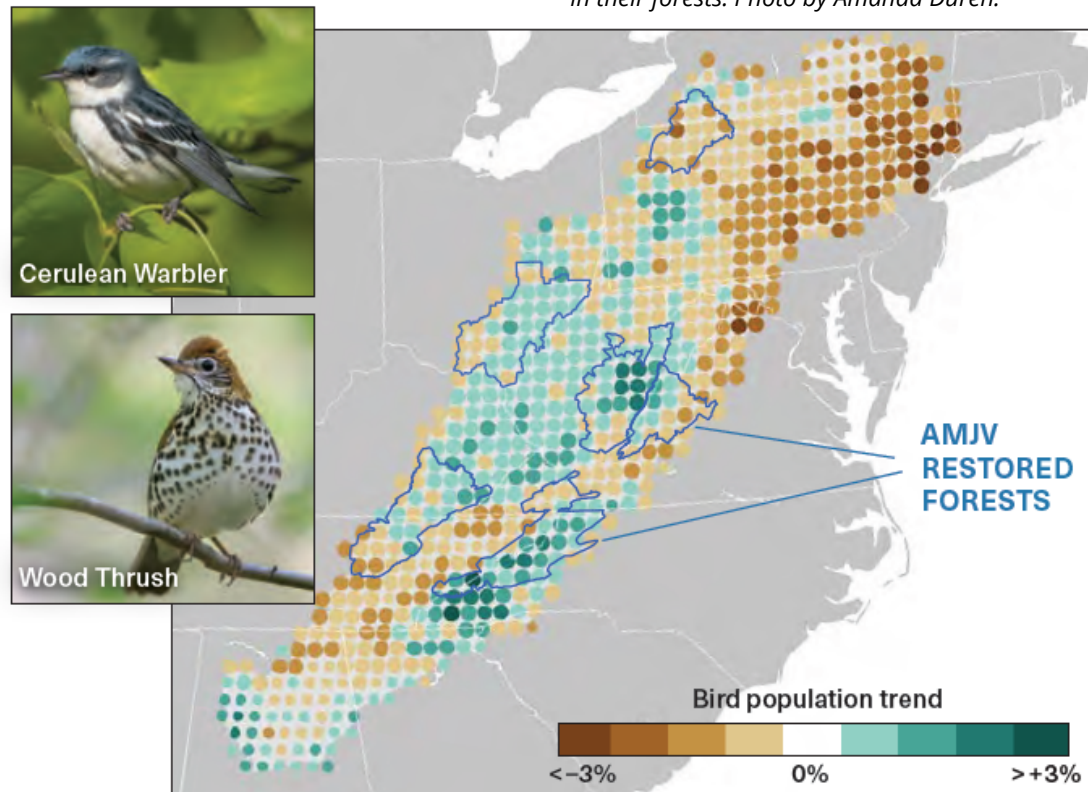 in their forests. Photo by Amanda Duren.
Cerulean Warbler
Wood Thrush
AMJV
RESTORED
FORESTS
Bird population trend
<–3%
0%
>+3%